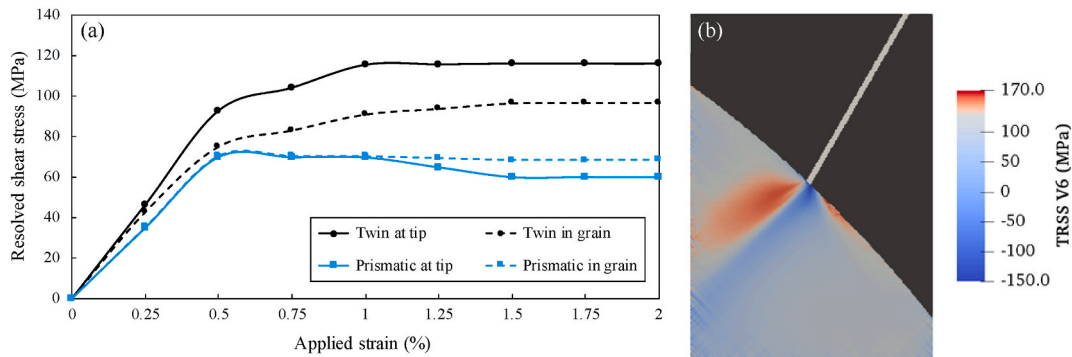 (a)
140
120
100
80
60
40
20
0
Resolved shear stress (MPa)
0 0.25 0.5 0.75 1 1.25 1.5 1.75 2
Applied strain (%)
Twin at tip Twin in grain
Prismatic at tip Prismatic in grain
(b)
170.0
100
50
0
-50
-100
-150.0
TRSS V6 (MPa)